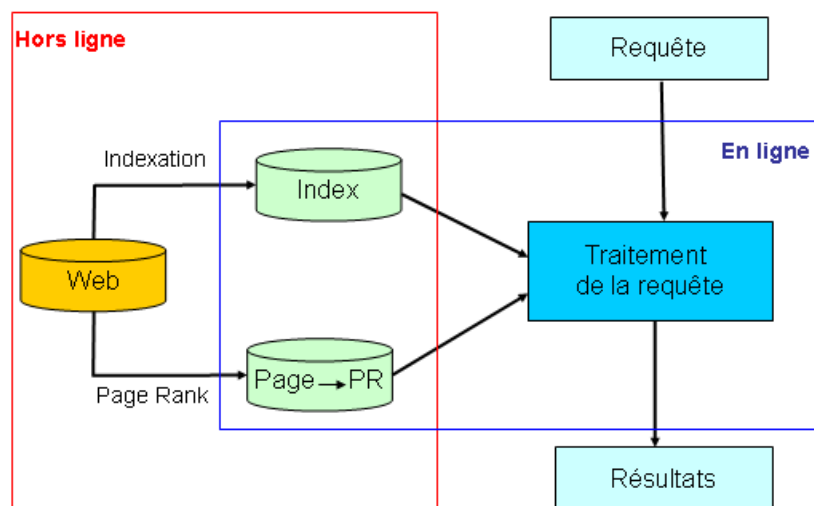 Hors ligne
Requête
En ligne
Indexation
Index
Web
Traitement
de la requête
Page → PR
Page Rank
Résultats